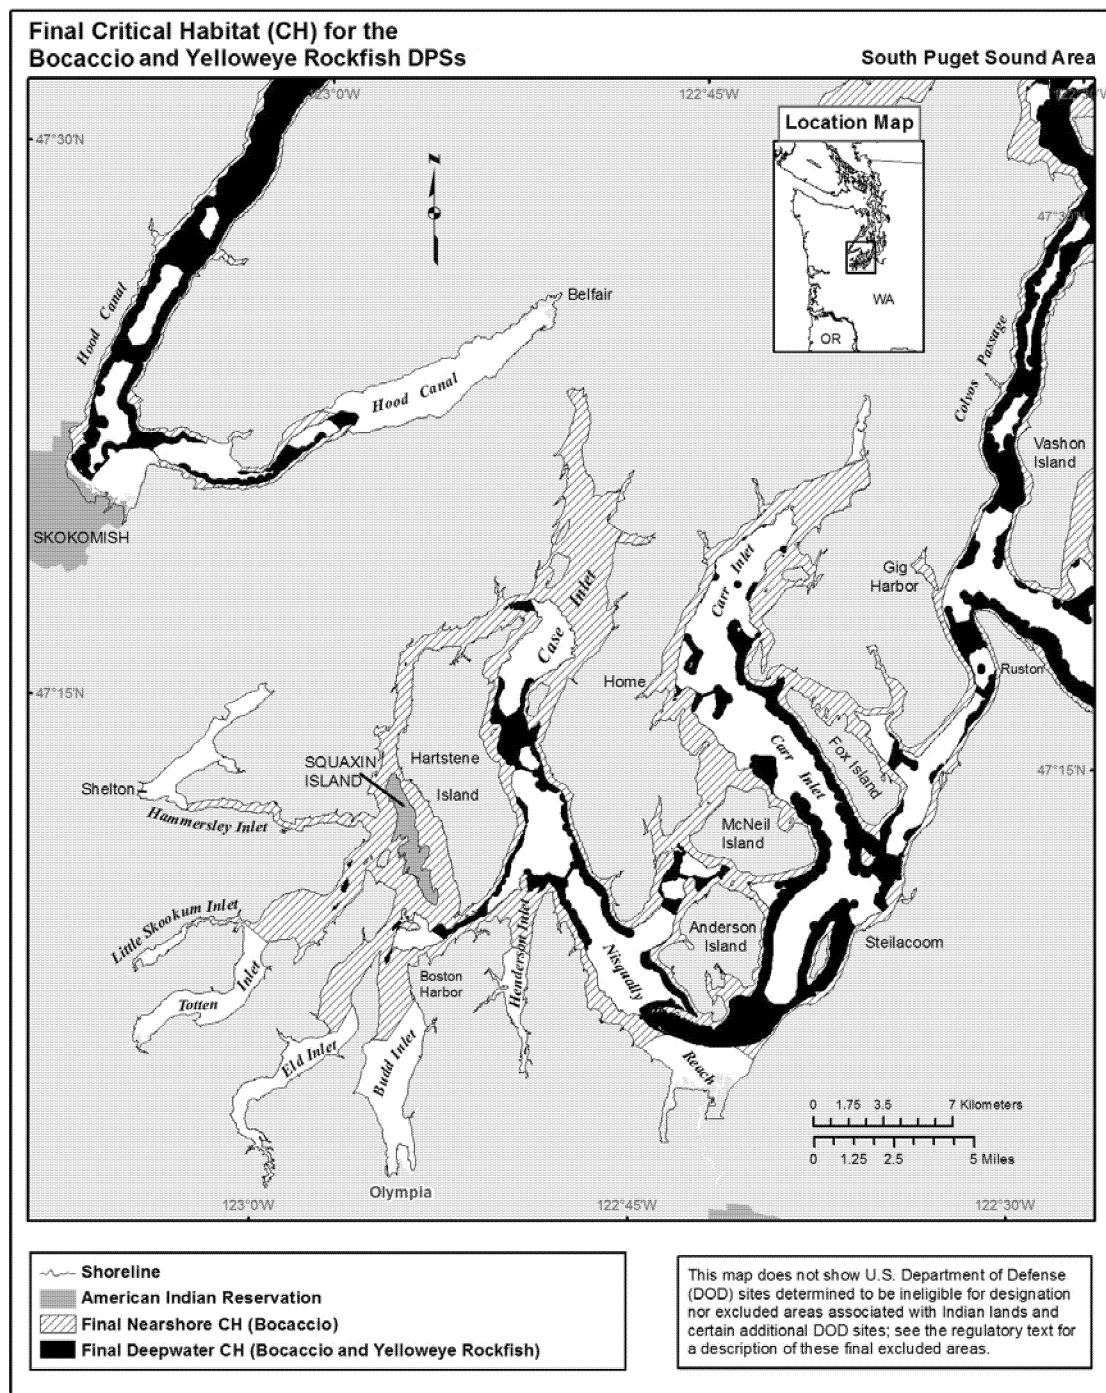 Final Critical Habitat (CH) for the
Bocaccio and Yelloweye Rockfish DPSs
South Puget Sound Area
123°0'W
122°45'W
47°30'N
Location Map
WA
OR
N
47°30'N
Hood Canal
Belfair
Hood Canal
Colvos Passage
Vashon
Island
SKOKOMISH
Gig
Harbor
Carr Inlet
Case Inlet
Home
Ruston
47°15'N
47°15'N
SQUAXIN
ISLAND
Hartstene
Island
Fox Island
Carr Inlet
Shelton
Hammersley Inlet
McNeil
Island
Little Skookum Inlet
Henderson Inlet
Anderson
Island
Steilacoom
Totten Inlet
Boston
Harbor
Nisqually
Reach
Eld Inlet
Budd Inlet
Olympia
0 1.75 3.5 7 Kilometers
0 1.25 2.5 5 Miles
123°0'W
122°45'W
122°30'W
Shoreline
American Indian Reservation
Final Nearshore CH (Bocaccio)
Final Deepwater CH (Bocaccio and Yelloweye Rockfish)
This map does not show U.S. Department of Defense
(DOD) sites determined to be ineligible for designation
nor excluded areas associated with Indian lands and
certain additional DOD sites; see the regulatory text for
a description of these final excluded areas.